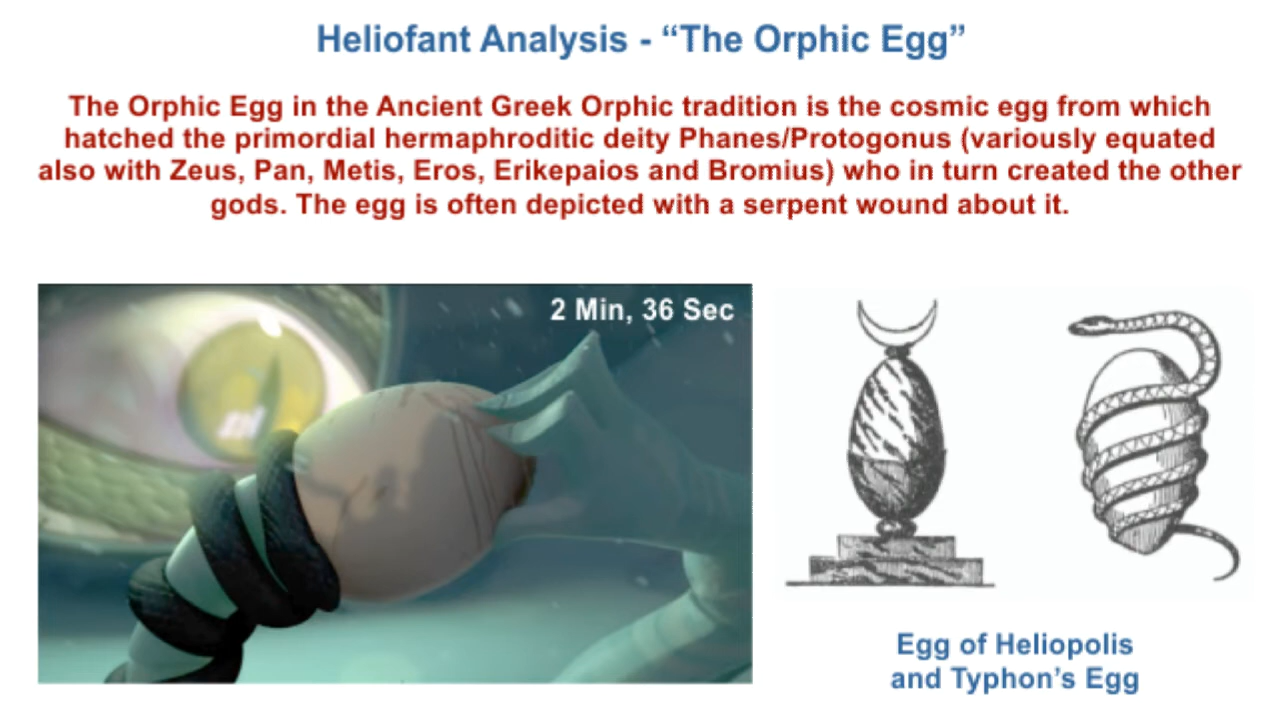 Heliofant Analysis - “The Orphic Egg”
The Orphic Egg in the Ancient Greek Orphic tradition is the cosmic egg from which
hatched the primordial hermaphroditic deity Phanes/Protogonus (variously equated
also with Zeus, Pan, Metis, Eros, Erikepaios and Bromius) who in turn created the other
gods. The egg is often depicted with a serpent wound about it.
2 Min, 36 Sec
Egg of Heliopolis
and Typhon’s Egg